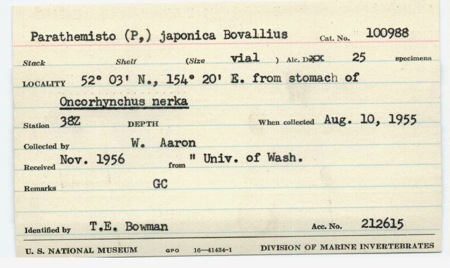 Parathemisto (P,) japonica Bovallius Cat. No. 100988
Stack Shelf (Size vial ) Alc. Dxx 25 specimens
LOCALITY 52° 03' N., 154° 20' E. from stomach of
Oncorhynchus nerka
Station 38Z DEPTH When collected Aug. 10, 1955
Collected by W. Aaron
Received Nov. 1956 from " Univ. of Wash.
Remarks GC
Identified by T.E. Bowman Acc. No. 212615
U. S. NATIONAL MUSEUM GPO 16—41434-1 DIVISION OF MARINE INVERTEBRATES